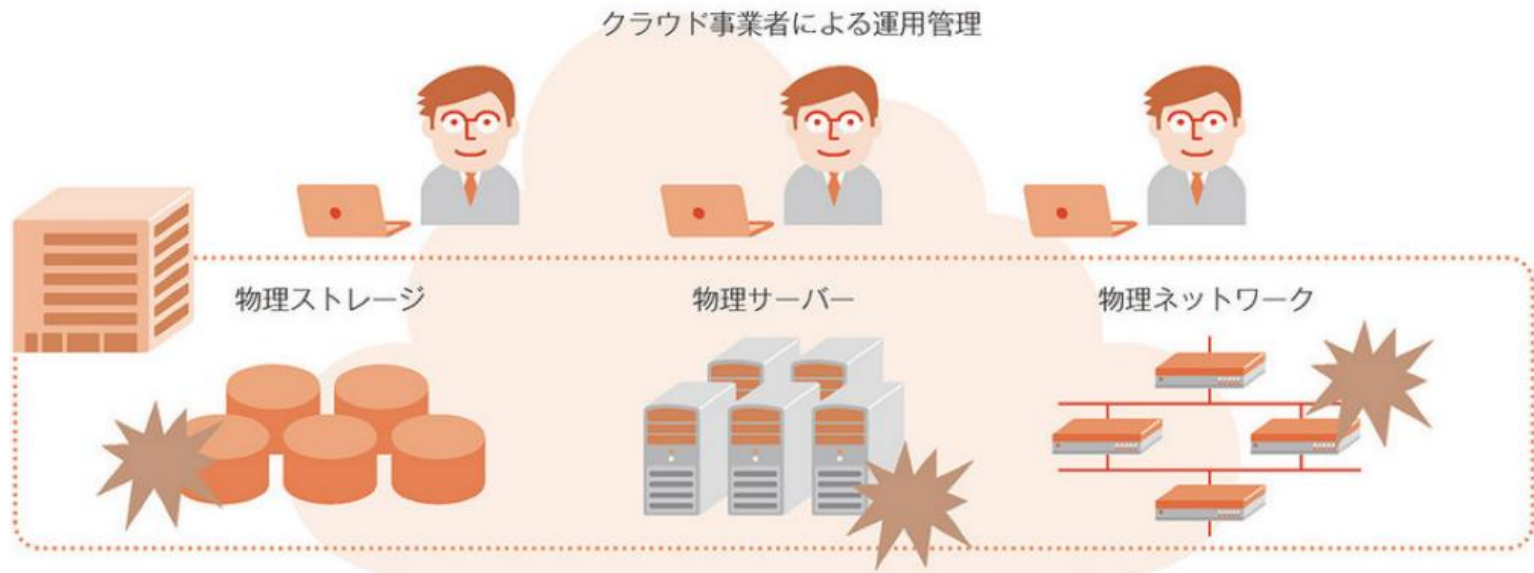 クラウド事業者による運用管理
物理ストレージ
物理サーバー
物理ネットワーク